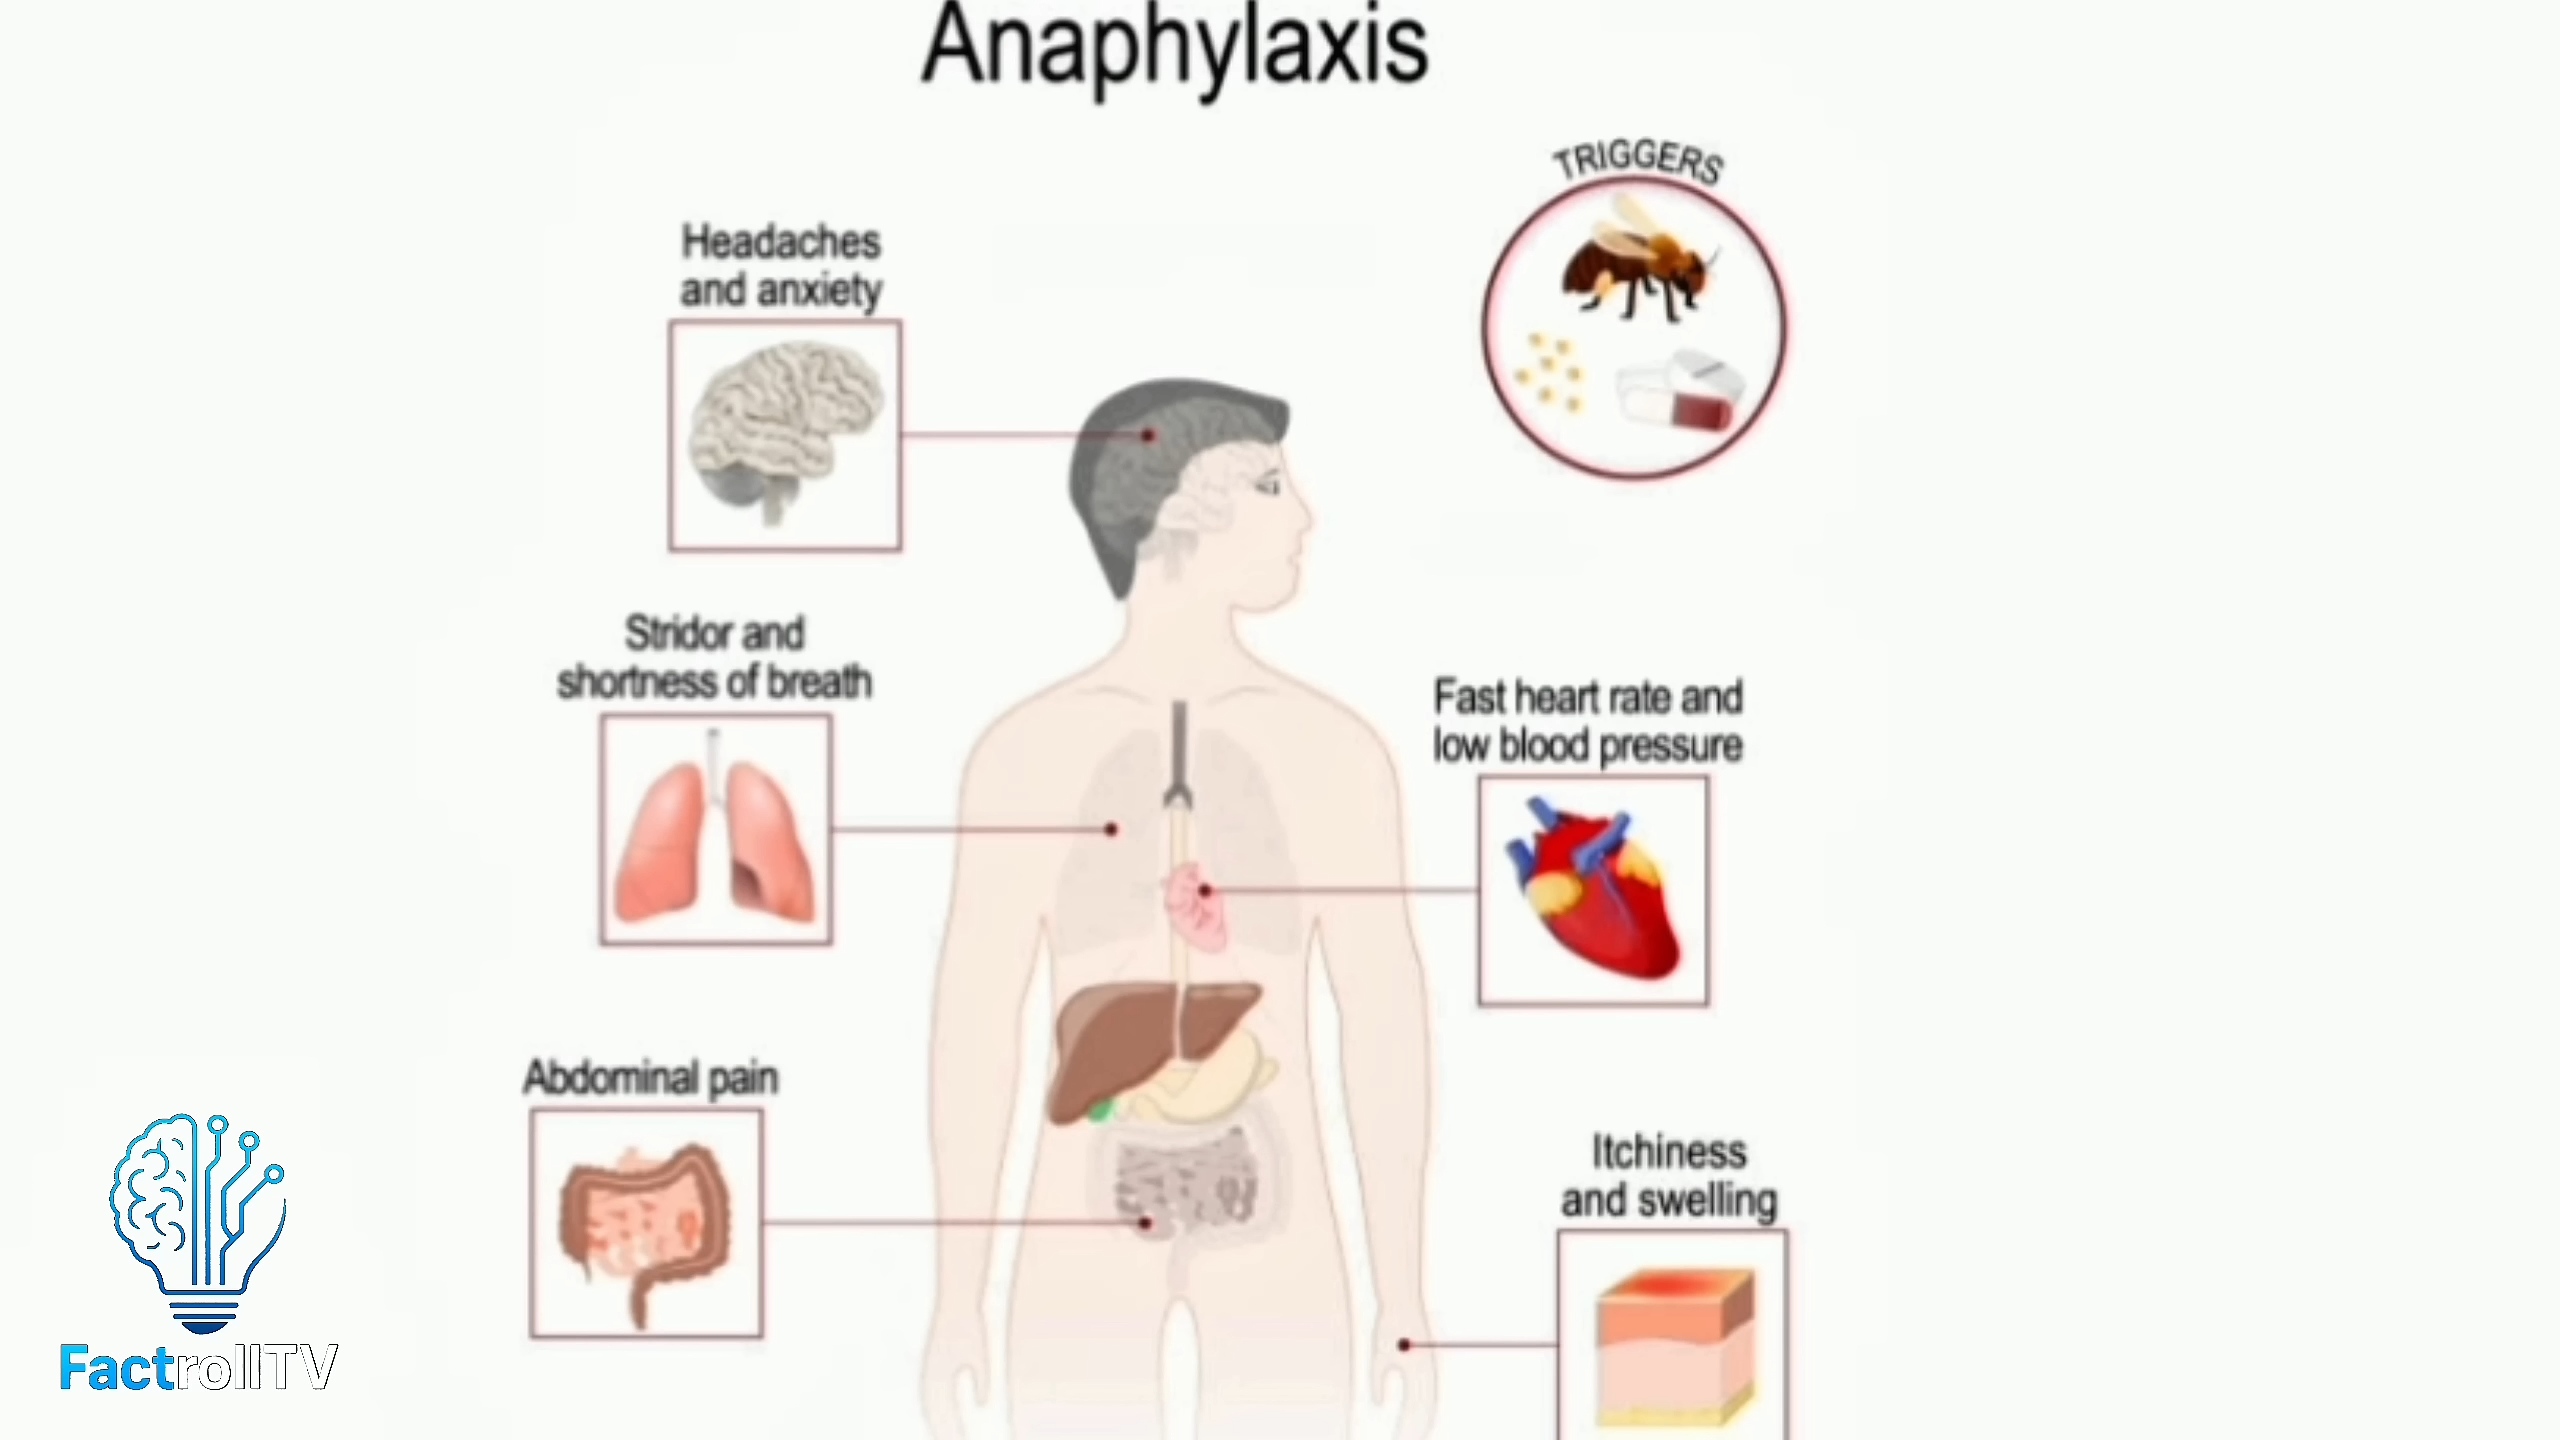 Anaphylaxis
TRIGGERS
Headaches
and anxiety
Stridor and
shortness of breath
Fast heart rate and
low blood pressure
Abdominal pain
Itchiness
and swelling
FactrollTV